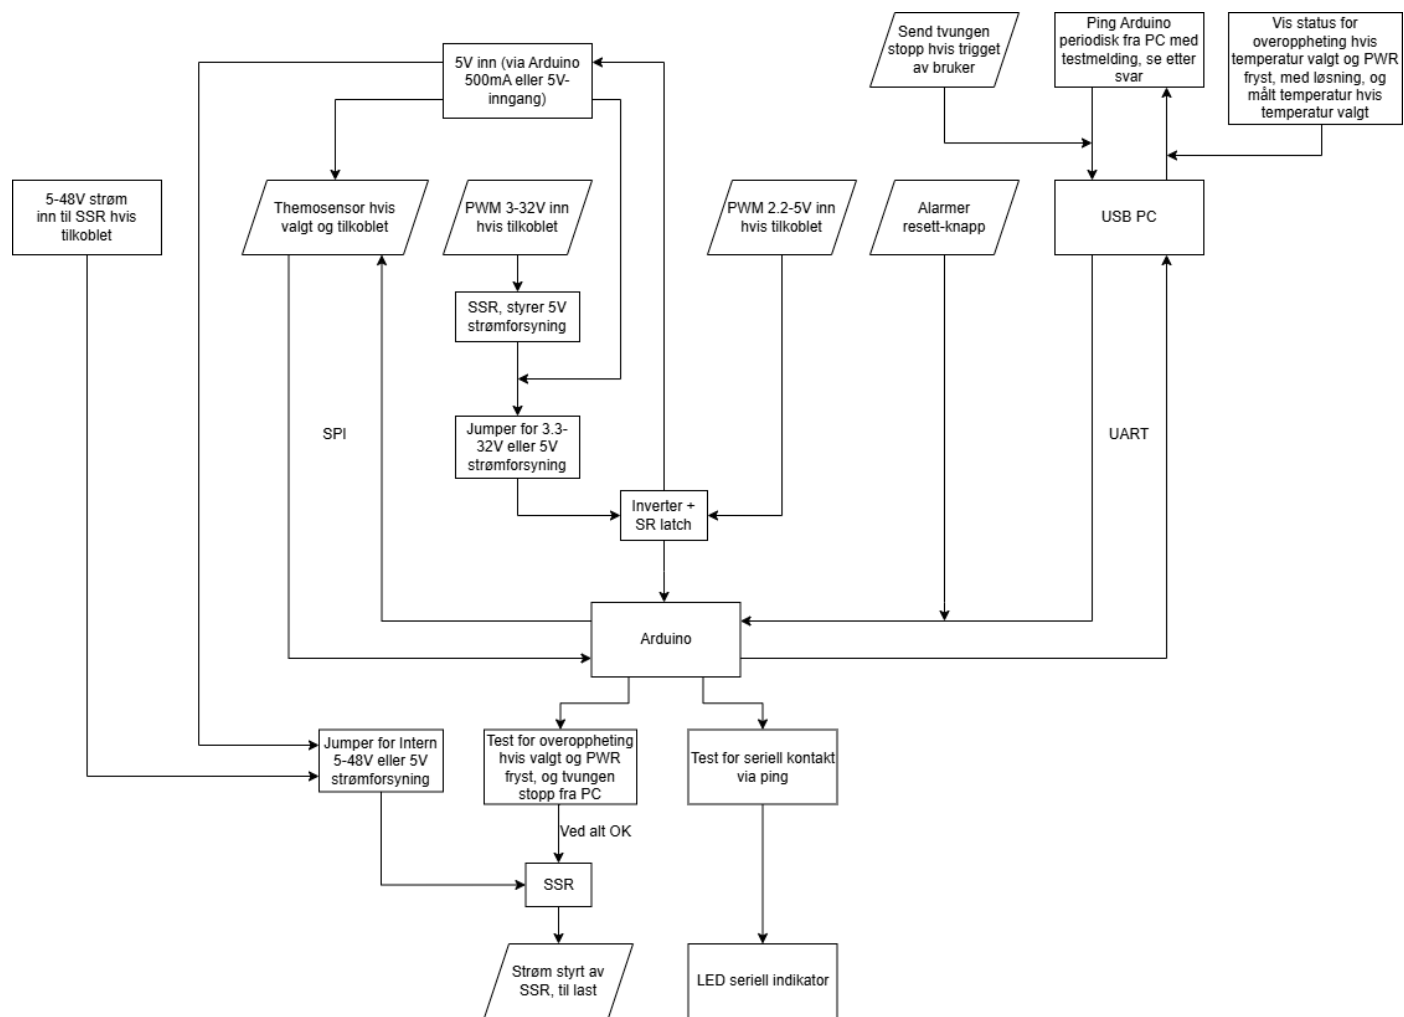 Send tvungen
stopp hvis trigget
av bruker
Ping Arduino
periodisk fra PC med
testmelding, se etter
svar
Vis status for
overoppheting hvis
temperatur valgt og PWR
fryst, med løsning, og
målt temperatur hvis
temperatur valgt
5V inn (via Arduino
500mA eller 5V-
inngang)
5-48V strøm
inn til SSR hvis
tilkoblet
Themosensor hvis
valgt og tilkoblet
PWM 3-32V inn
hvis tilkoblet
PWM 2.2-5V inn
hvis tilkoblet
Alarmer
resett-knapp
USB PC
SSR, styrer 5V
strømforsyning
SPI
Jumper for 3.3-
32V eller 5V
strømforsyning
UART
Inverter +
SR latch
Arduino
Jumper for Intern
5-48V eller 5V
strømforsyning
Test for overoppheting
hvis valgt og PWR
fryst, og tvungen
stopp fra PC
Test for seriell kontakt
via ping
Ved alt OK
SSR
Strøm styrt av
SSR, til last
LED seriell indikator